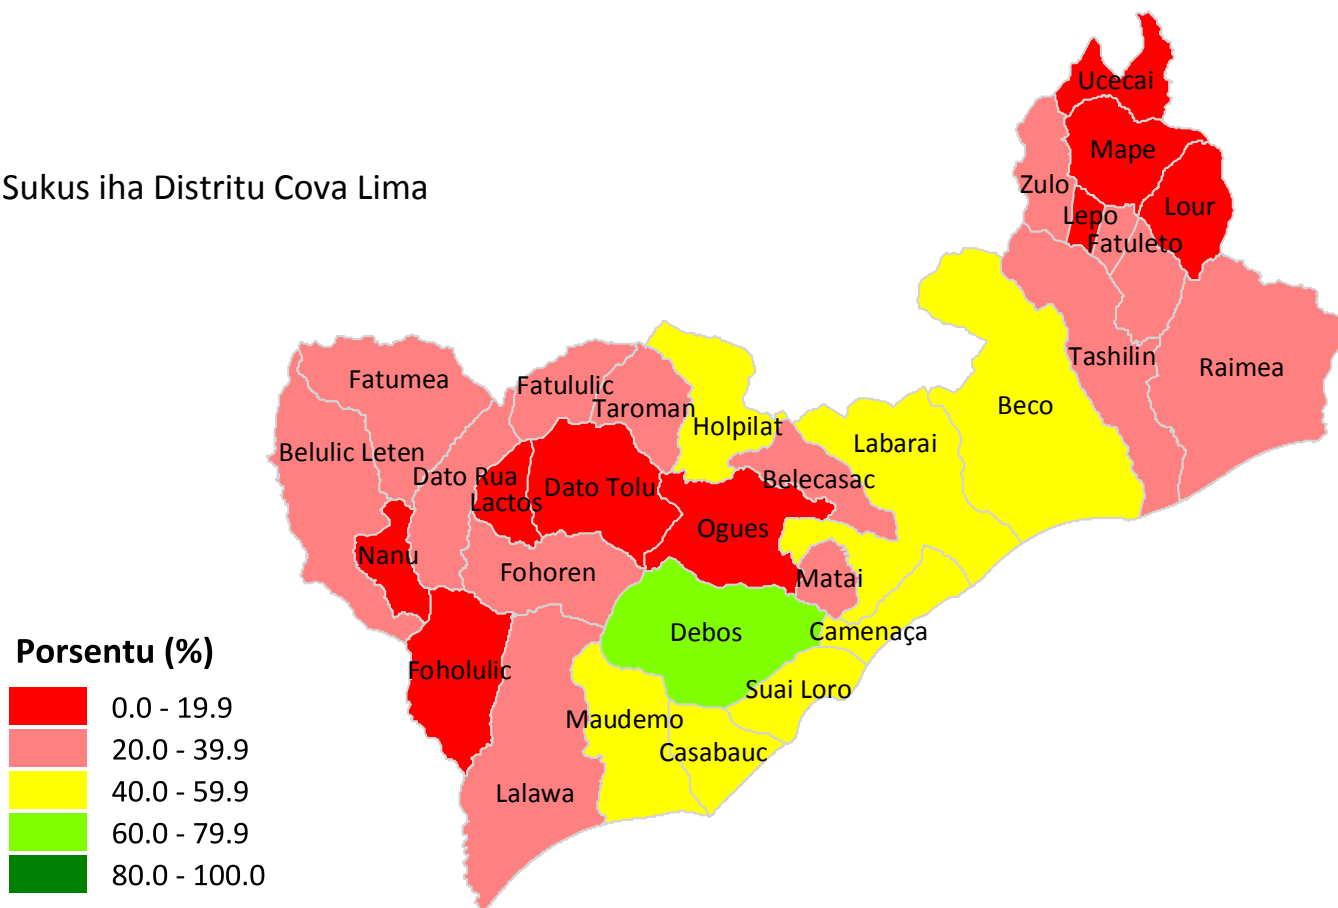 Ucecai
Mape
Sukus iha Distritu Cova Lima
Zulo
Lepo
Lour
Fatuleto
Tashilin
Raimea
Fatumea
Fatululic
Taroman
Beco
Holpilat
Labarai
Belulic Leten
Dato Rua
Lactos
Dato Tolu
Belecasac
Ogues
Nanu
Fohoren
Matai
Debos
Camenaça
Foholulic
Suai Loro
Maudemo
Casabauc
Lalawa
Porsentu (%)
0.0 - 19.9
20.0 - 39.9
40.0 - 59.9
60.0 - 79.9
80.0 - 100.0